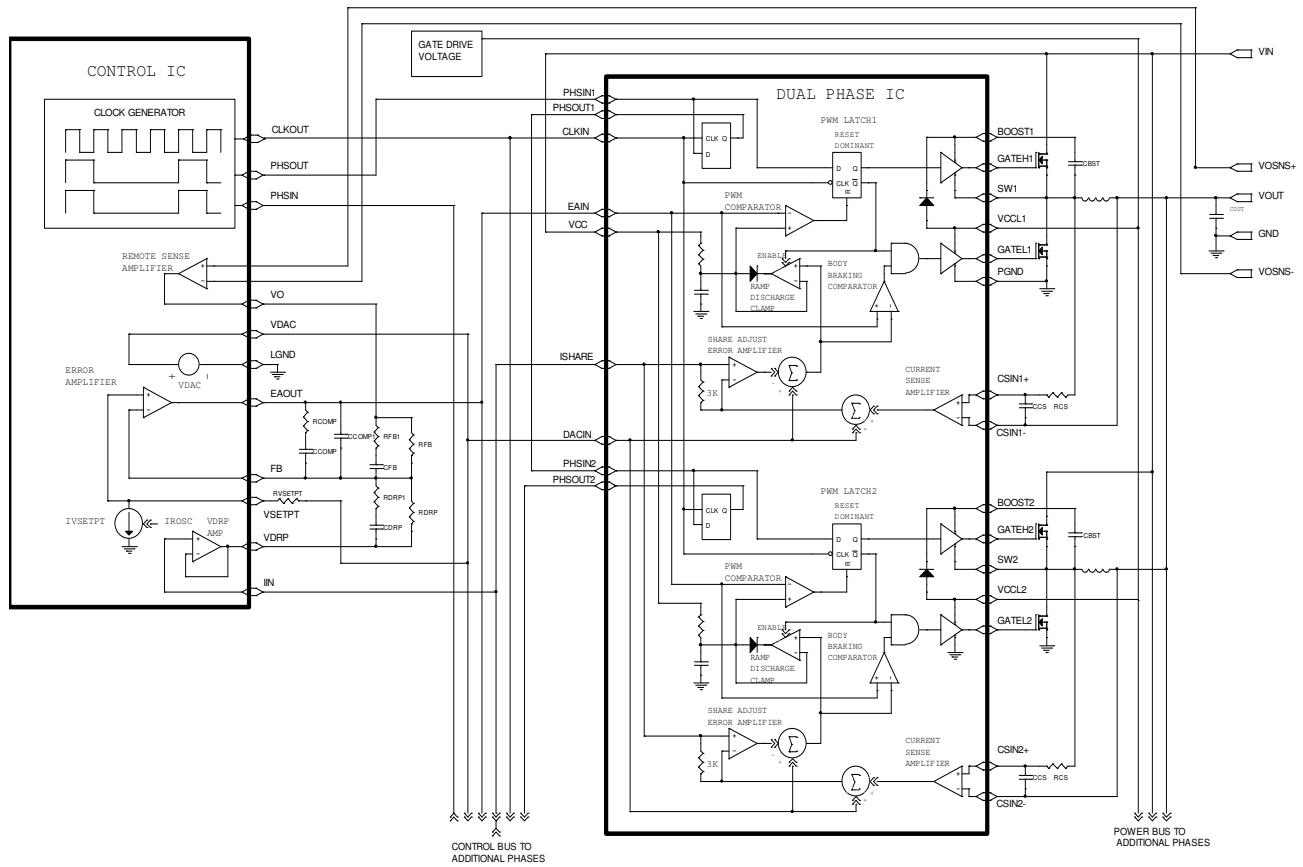 CONTROL IC
CLOCK GENERATOR
CLKOUT
PHSOUT
PHSIN
REMOTE SENSE
AMPLIFIER
VO
VDAC
LGND
VDAC
+
-
ERROR
AMPLIFIER
EAOUT
RCOMP
CCOMP
CCOMP1
RFB1
RFB
CFB
FB
RVSETPT
VSETPT
RDRP1
RDRP
CDRP
IVSETPT
IROSC
VDRP
AMP
VDRP
IIN
GATE DRIVE
VOLTAGE
DUAL PHASE IC
PHSIN1
PHSOUT1
CLKIN
EAIN
VCC
ISHARE
DACIN
PHSIN2
PHSOUT2
CLK Q
D
PWM LATCH1
RESET
DOMINANT
D Q
CLK Q
R
PWM
COMPARATOR
ENABLE
BODY
BRAKING
COMPARATOR
RAMP
DISCHARGE
CLAMP
SHARE ADJUST
ERROR AMPLIFIER
3K
CURRENT
SENSE
AMPLIFIER
BOOST1
GATEH1
SW1
VCCL1
GATEL1
PGND
CSIN1+
CSIN1-
CBST
CCS
RCS
CLK Q
D
PWM LATCH2
RESET
DOMINANT
D Q
CLK Q
R
PWM
COMPARATOR
ENABLE
BODY
BRAKING
COMPARATOR
RAMP
DISCHARGE
CLAMP
SHARE ADJUST
ERROR AMPLIFIER
3K
CURRENT
SENSE
AMPLIFIER
BOOST2
GATEH2
SW2
VCCL2
GATEL2
CSIN2+
CSIN2-
CBST
CCS
RCS
VIN
VOSNS+
VOUT
COUT
GND
VOSNS-
CONTROL BUS TO
ADDITIONAL PHASES
POWER BUS TO
ADDITIONAL PHASES